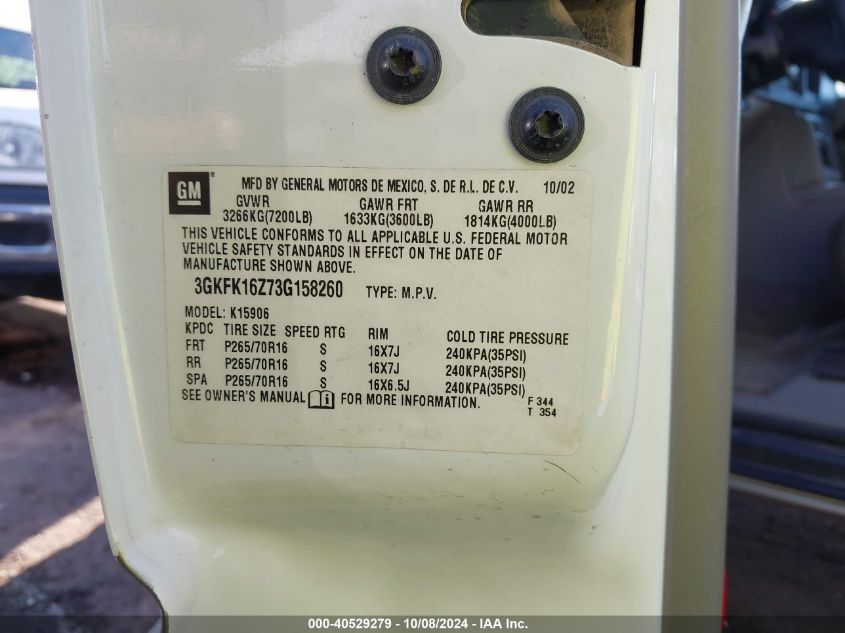 GM ® MFD BY GENERAL MOTORS DE MEXICO, S. DE R.L. DE C.V. 10/02
GVWR GAWR FRT GAWR RR
3266KG(7200LB) 1633KG(3600LB) 1814KG(4000LB)
THIS VEHICLE CONFORMS TO ALL APPLICABLE U.S. FEDERAL MOTOR
VEHICLE SAFETY STANDARDS IN EFFECT ON THE DATE OF
MANUFACTURE SHOWN ABOVE.
3GKFK16Z73G158260 TYPE: M.P.V.
MODEL: K15906
KPDC TIRE SIZE SPEED RTG RIM COLD TIRE PRESSURE
FRT P265/70R16 S 16X7J 240KPA(35PSI)
RR P265/70R16 S 16X7J 240KPA(35PSI)
SPA P265/70R16 S 16X6.5J 240KPA(35PSI)
SEE OWNER'S MANUAL i FOR MORE INFORMATION. F 344
T 354
000-40529279 - 10/08/2024 - IAA Inc.